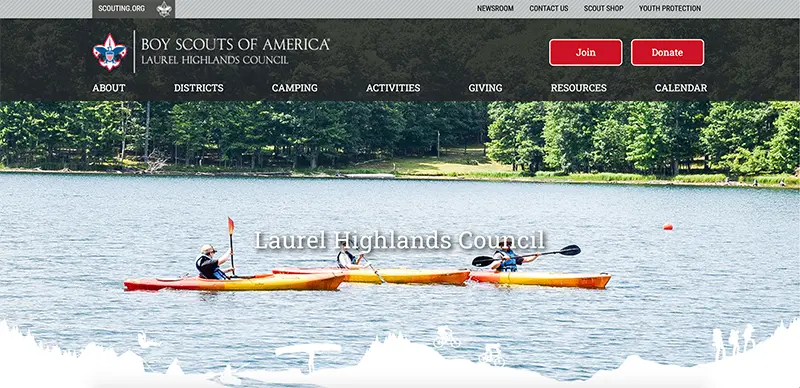 SCOUTING.ORG
NEWSROOM CONTACT US SCOUT SHOP YOUTH PROTECTION
BOY SCOUTS OF AMERICA®
LAUREL HIGHLANDS COUNCIL
Join Donate
ABOUT DISTRICTS CAMPING ACTIVITIES GIVING RESOURCES CALENDAR
Laurel Highlands Council